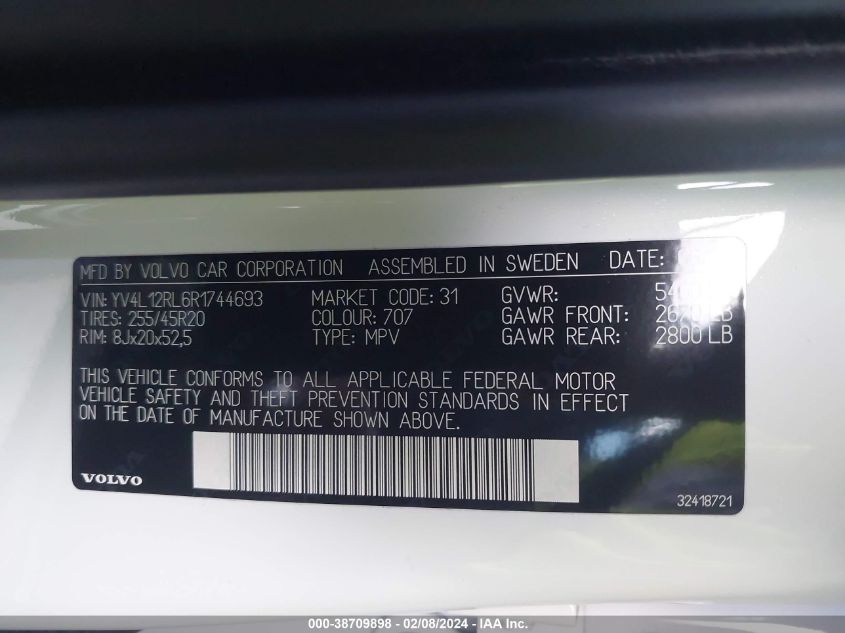 MFD BY VOLVO CAR CORPORATION ASSEMBLED IN SWEDEN DATE:
VIN: YV4L12RL6R1744693 MARKET CODE: 31 GVWR:
TIRES: 255/45R20 COLOUR: 707 GAWR FRONT: LB
RIM: 8Jx20x52,5 TYPE: MPV GAWR REAR: 2800 LB
THIS VEHICLE CONFORMS TO ALL APPLICABLE FEDERAL MOTOR
VEHICLE SAFETY AND THEFT PREVENTION STANDARDS IN EFFECT
ON THE DATE OF MANUFACTURE SHOWN ABOVE.
VOLVO
32418721
000-38709898 - 02/08/2024 - IAA Inc.